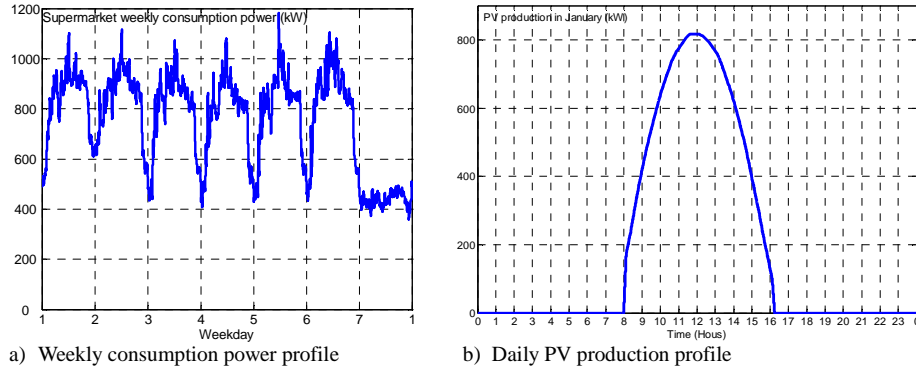 Supermarket weekly consumption power (kW)
1200
1000
800
600
400
200
0
1 2 3 4 5 6 7 1
Weekday
a) Weekly consumption power profile
PV production in January (kW)
800
600
400
200
0
0 1 2 3 4 5 6 7 8 9 10 11 12 13 14 15 16 17 18 19 20 21 22 23 0
Time (Hous)
b) Daily PV production profile